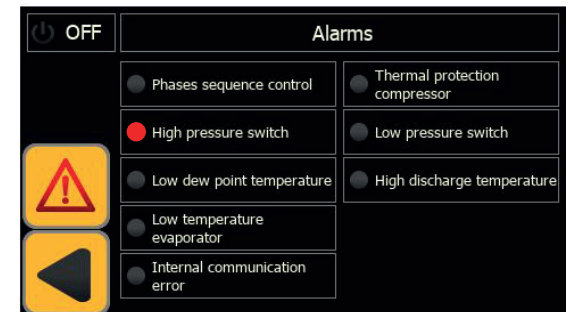 OFF
Alarms
Phases sequence control
Thermal protection
compressor
High pressure switch
Low pressure switch
Low dew point temperature
High discharge temperature
Low temperature
evaporator
Internal communication
error